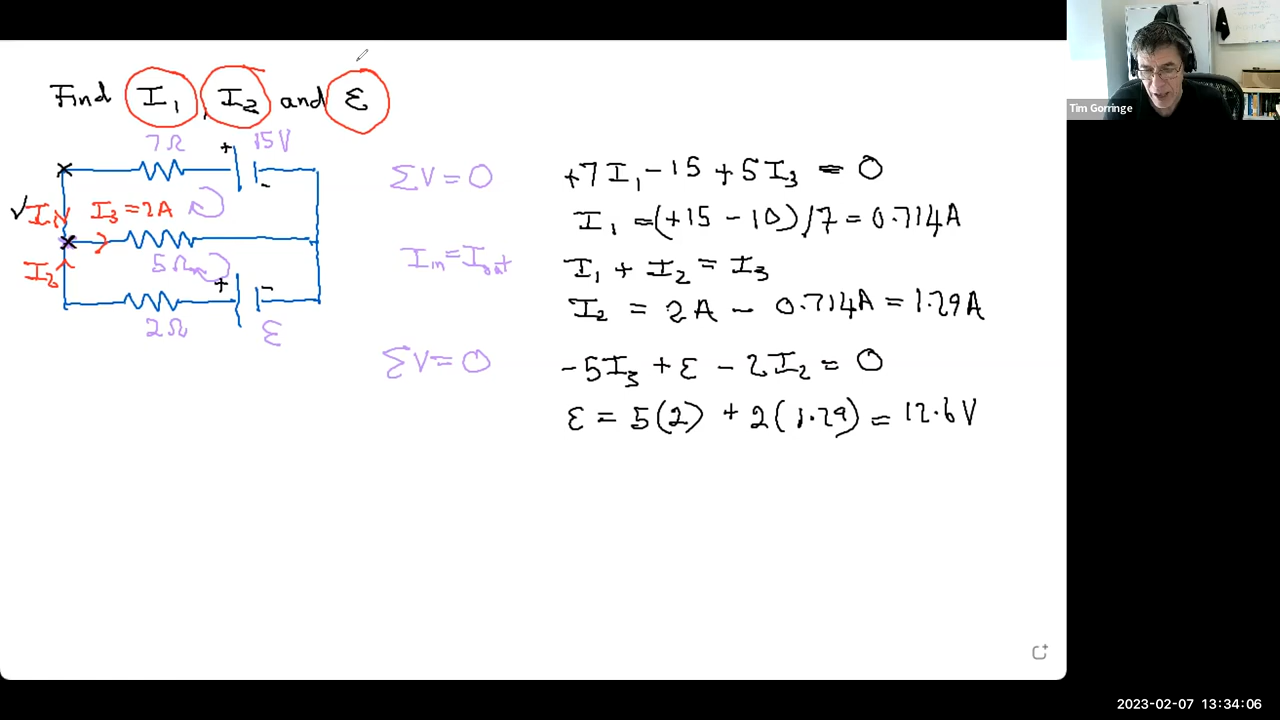 Find I₁, I₂ and ε
7Ω
+
15V
-
I₁
I₃ = 2A
5Ω
I₂
+
-
2Ω
ε
ΣV = 0
+7I₁ - 15 + 5I₃ = 0
I₁ = (+15 - 10)/7 = 0.714A
Iin = Iout
I₁ + I₂ = I₃
I₂ = 2A - 0.714A = 1.29A
ΣV = 0
-5I₃ + ε - 2I₂ = 0
ε = 5(2) + 2(1.29) = 12.6V
Tim Gorringe
2023-02-07 13:34:06